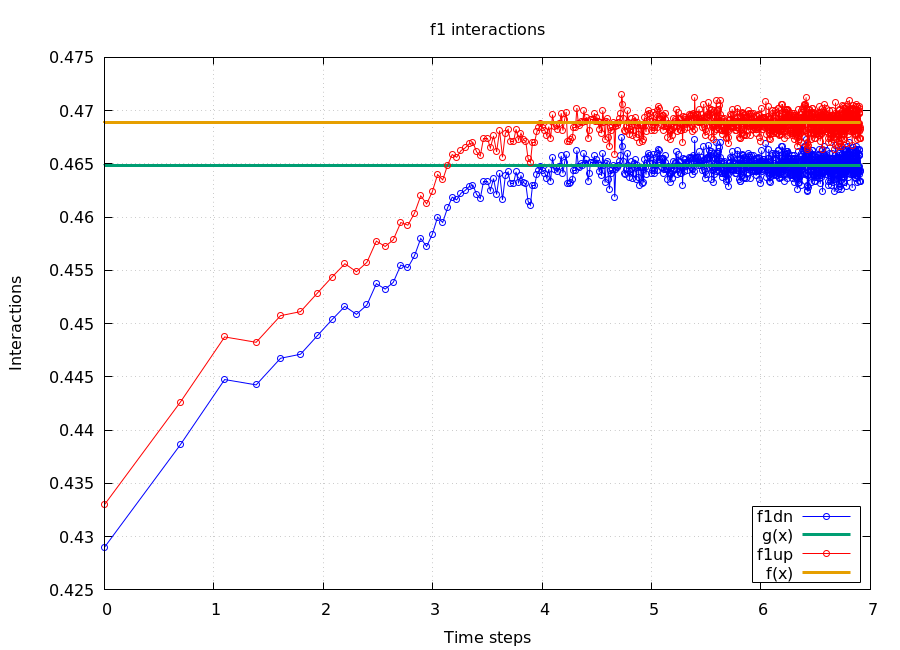 f1 interactions
0.475
0.47
0.465
0.46
0.455
0.45
0.445
0.44
0.435
0.43
0.425
Interactions
0 1 2 3 4 5 6 7
Time steps
f1dn
g(x)
f1up
f(x)